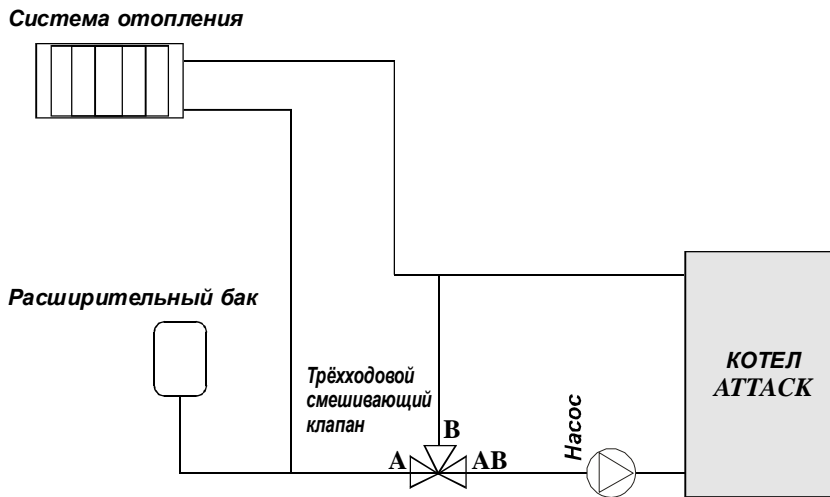 Система отопления
Расширительный бак
Трёхходовой
смешивающий
клапан
B
A
AB
Насос
КОТЕЛ
ATTACK